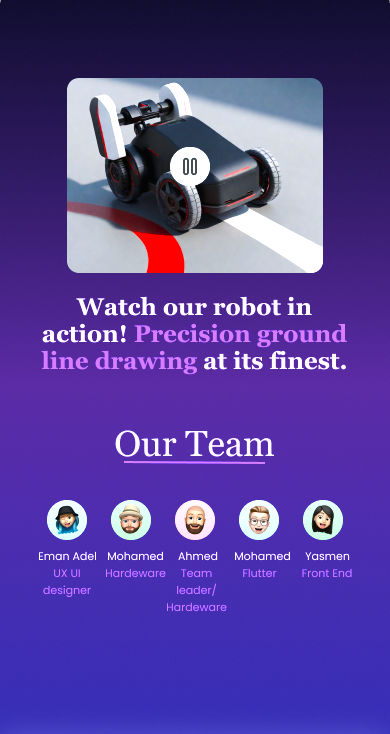 Watch our robot in
action! Precision ground
line drawing at its finest.
Our Team
Eman Adel
UX UI
designer
Mohamed
Hardeware
Ahmed
Team
leader/
Hardeware
Mohamed
Flutter
Yasmen
Front End